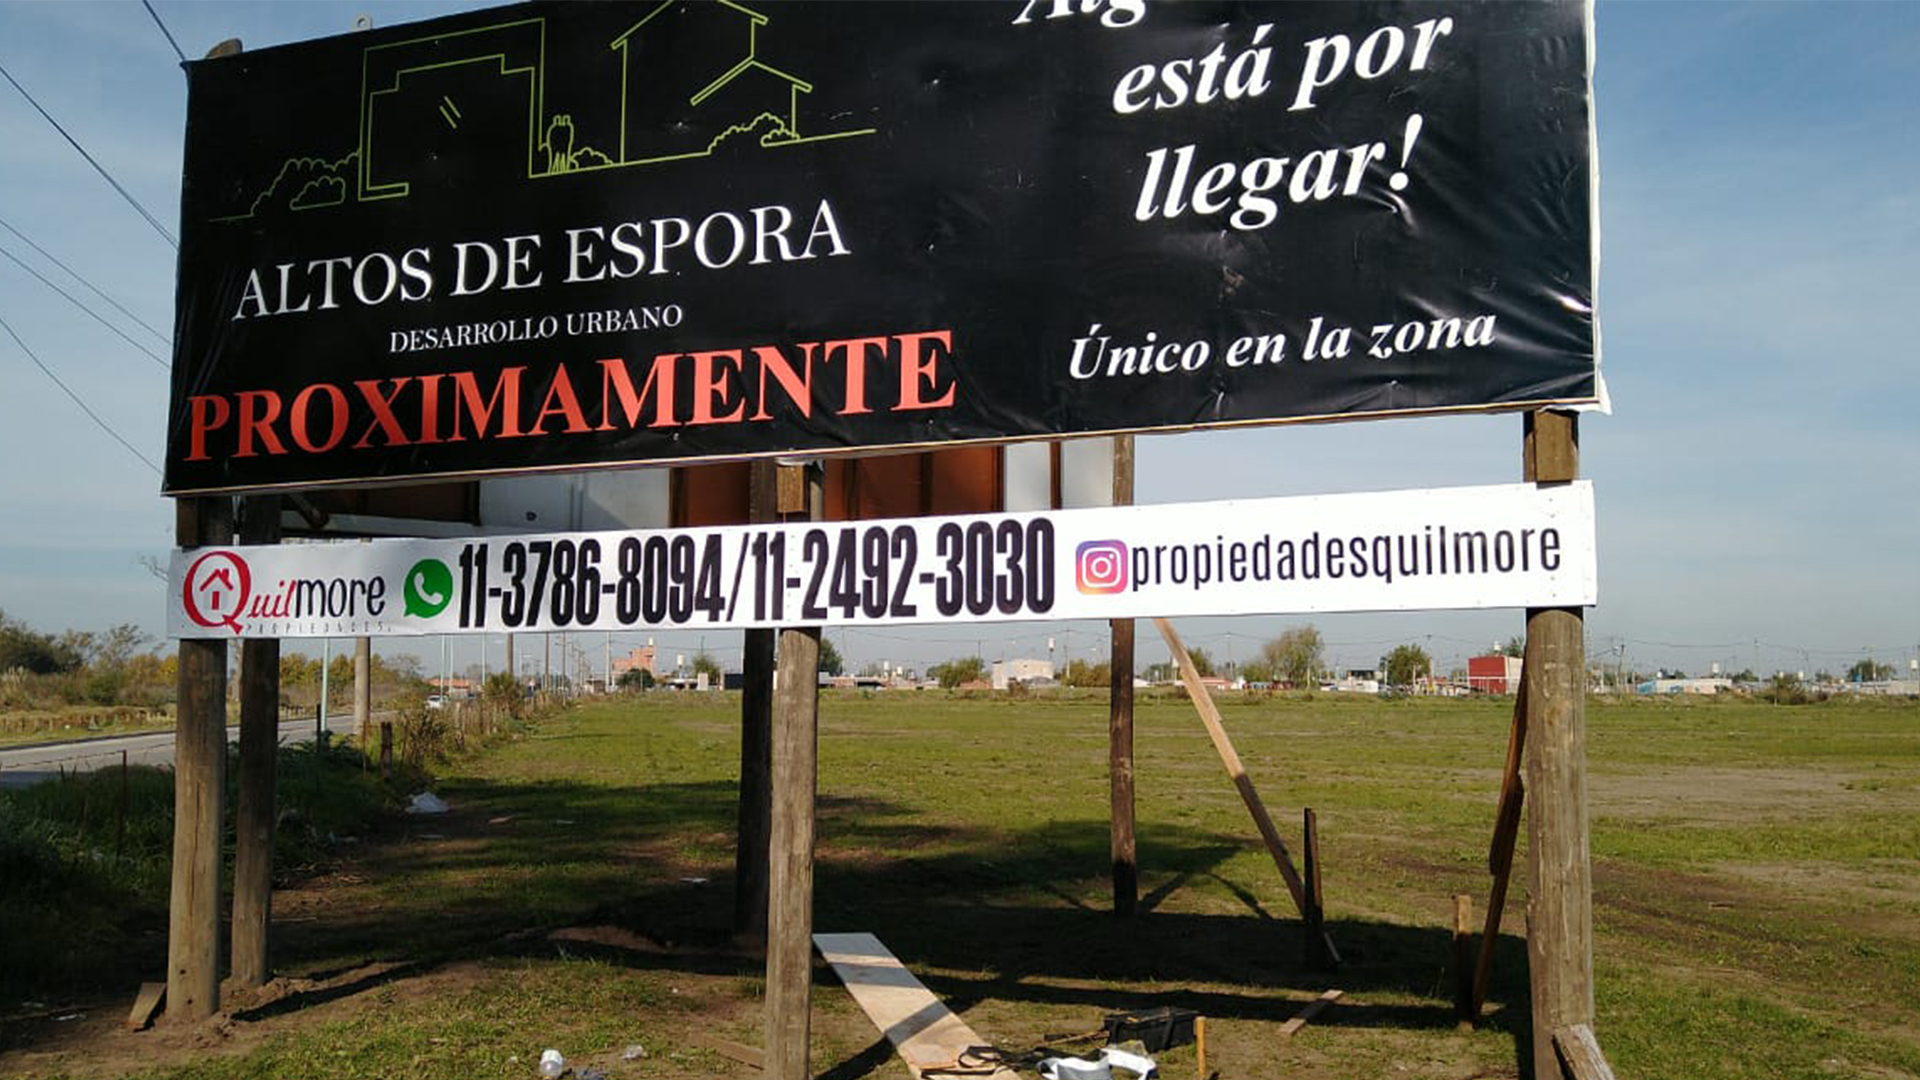 ALTOS DE ESPORA
DESARROLLO URBANO
PROXIMAMENTE
está por
llegar!
Único en la zona
Quilmore
PROPIEDADES.
11-3786-8094/11-2492-3030
propiedadesquilmore